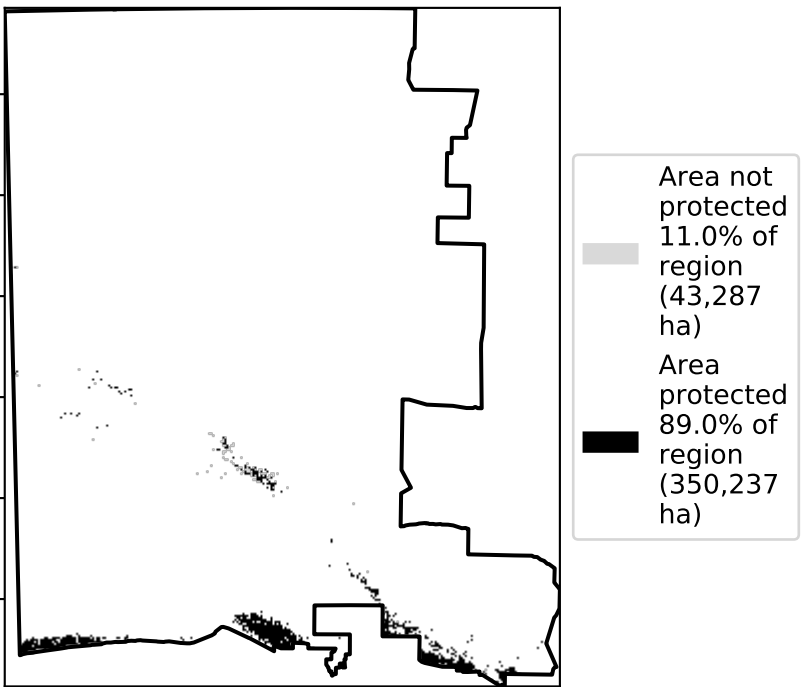 Area not
protected
11.0% of
region
(43,287
ha)
Area
protected
89.0% of
region
(350,237
ha)